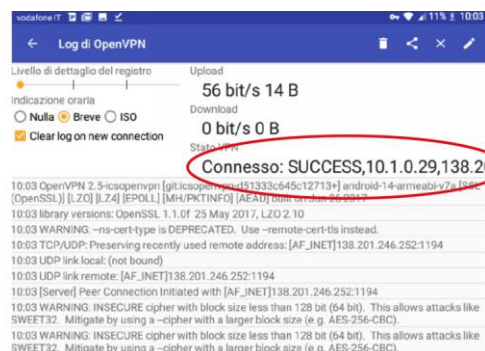 vodafone IT 11% 10:03
Log di OpenVPN
Livello di dettaglio del registro
Upload
56 bit/s 14 B
Indicazione oraria
Download
Nulla Breve ISO
0 bit/s 0 B
Clear log on new connection
Stato VPN
Connesso: SUCCESS,10.1.0.29,138.20
10:03 OpenVPN 2.5-icsopenvpn [git:icsopenvpn-d51333c645c12713+] android-14-armeabi-v7a [SSL
(OpenSSL)] [LZO] [LZ4] [EPOLL] [MH/PKTINFO] [AEAD] built on Jun 26 2017
10:03 library versions: OpenSSL 1.1.0f 25 May 2017, LZO 2.10
10:03 WARNING: --ns-cert-type is DEPRECATED. Use --remote-cert-tls instead.
10:03 TCP/UDP: Preserving recently used remote address: [AF_INET]138.201.246.252:1194
10:03 UDP link local: (not bound)
10:03 UDP link remote: [AF_INET]138.201.246.252:1194
10:03 [Server] Peer Connection Initiated with [AF_INET]138.201.246.252:1194
10:03 WARNING: INSECURE cipher with block size less than 128 bit (64 bit). This allows attacks like
SWEET32. Mitigate by using a --cipher with a larger block size (e.g. AES-256-CBC).
10:03 WARNING: INSECURE cipher with block size less than 128 bit (64 bit). This allows attacks like
SWEET32. Mitigate by using a --cipher with a larger block size (e.g. AES-256-CBC).